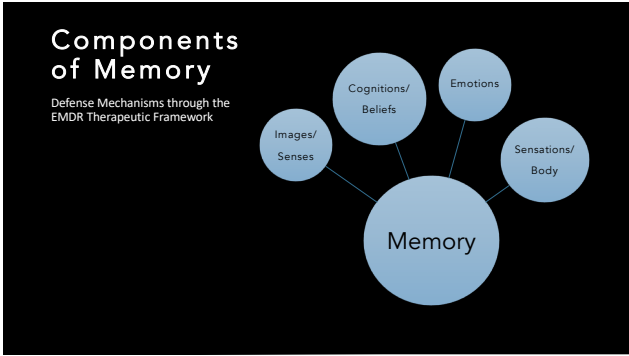 Components
of Memory
Defense Mechanisms through the
EMDR Therapeutic Framework
Images/
Senses
Cognitions/
Beliefs
Emotions
Sensations/
Body
Memory